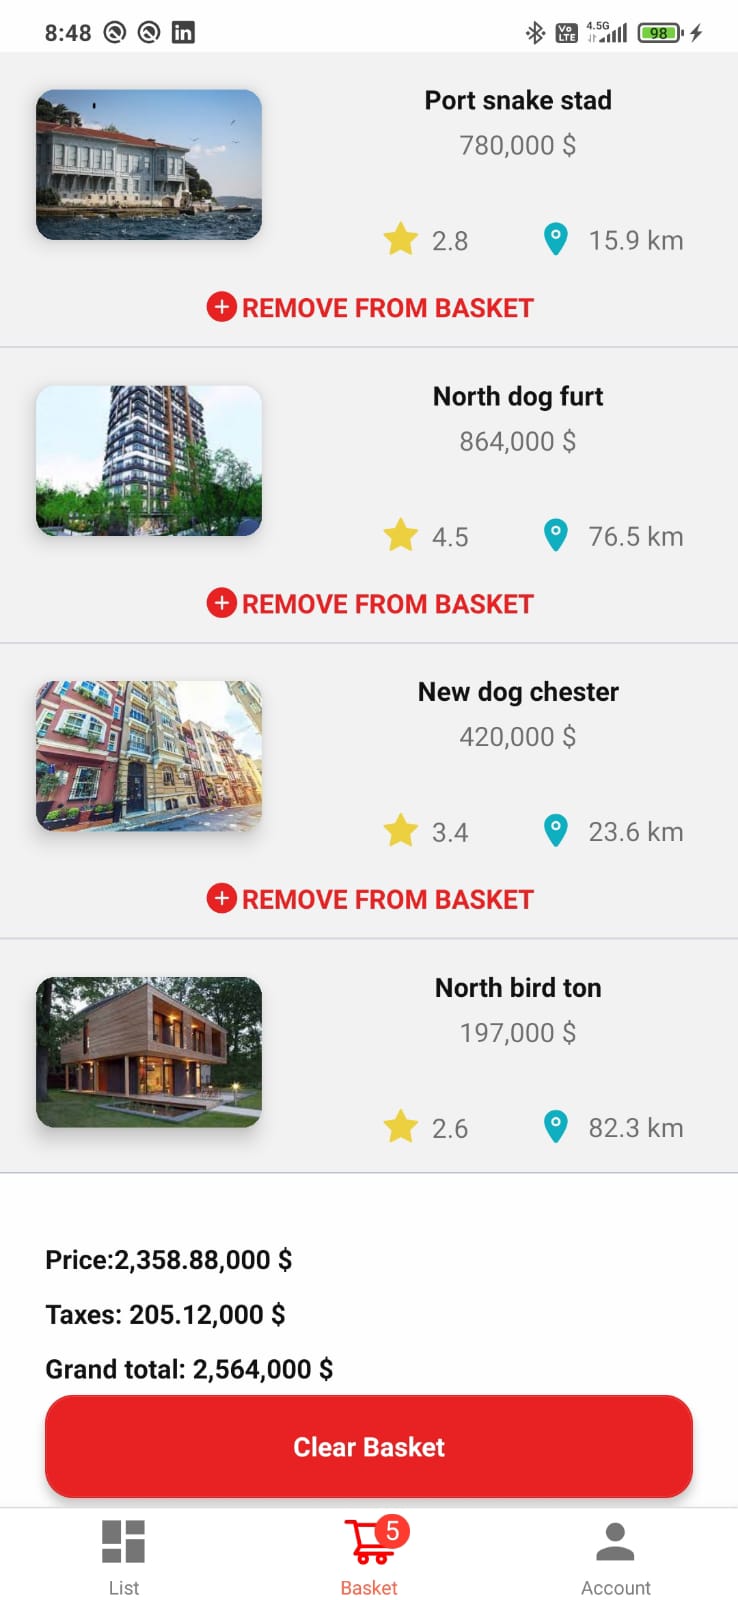 8:48
in
Vo LTE
4.5G
98
Port snake stad
780,000 $
2.8
15.9 km
REMOVE FROM BASKET
North dog furt
864,000 $
4.5
76.5 km
REMOVE FROM BASKET
New dog chester
420,000 $
3.4
23.6 km
REMOVE FROM BASKET
North bird ton
197,000 $
2.6
82.3 km
Price:2,358.88,000 $
Taxes: 205.12,000 $
Grand total: 2,564,000 $
Clear Basket
5
List
Basket
Account